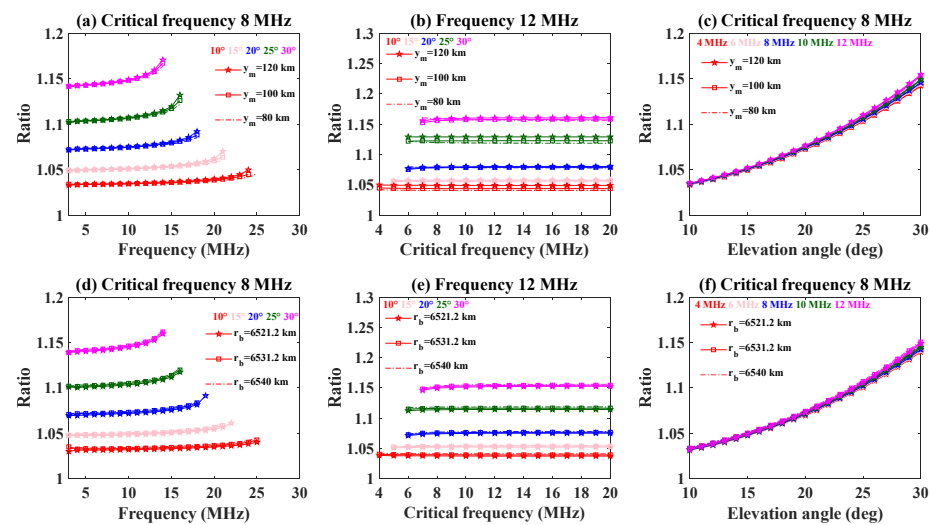 (a) Critical frequency 8 MHz
Ratio
1.2
1.15
1.1
1.05
1
10° 15° 20° 25° 30°
y_m=120 km
y_m=100 km
y_m=80 km
5 10 15 20 25 30
Frequency (MHz)
(b) Frequency 12 MHz
Ratio
1.3
1.25
1.2
1.15
1.1
1.05
1
10° 15° 20° 25° 30°
y_m=120 km
y_m=100 km
y_m=80 km
4 6 8 10 12 14 16 18 20
Critical frequency (MHz)
(c) Critical frequency 8 MHz
Ratio
1.2
1.15
1.1
1.05
1
4 MHz 6 MHz 8 MHz 10 MHz 12 MHz
y_m=120 km
y_m=100 km
y_m=80 km
10 15 20 25 30
Elevation angle (deg)
(d) Critical frequency 8 MHz
Ratio
1.2
1.15
1.1
1.05
1
10° 15° 20° 25° 30°
r_b=6521.2 km
r_b=6531.2 km
r_b=6540 km
5 10 15 20 25 30
Frequency (MHz)
(e) Frequency 12 MHz
Ratio
1.3
1.25
1.2
1.15
1.1
1.05
1
10° 15° 20° 25° 30°
r_b=6521.2 km
r_b=6531.2 km
r_b=6540 km
4 6 8 10 12 14 16 18 20
Critical frequency (MHz)
(f) Critical frequency 8 MHz
Ratio
1.2
1.15
1.1
1.05
1
4 MHz 6 MHz 8 MHz 10 MHz 12 MHz
r_b=6521.2 km
r_b=6531.2 km
r_b=6540 km
10 15 20 25 30
Elevation angle (deg)